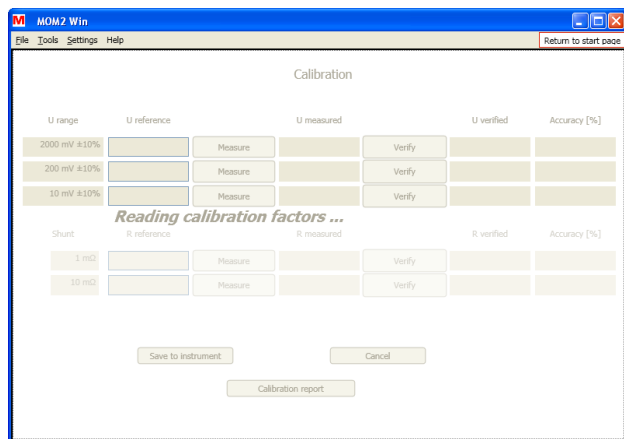 M MOM2 Win
File Tools Settings Help Return to start page
Calibration
U range U reference U measured U verified Accuracy [%]
2000 mV ±10% Measure Verify
200 mV ±10% Measure Verify
10 mV ±10% Measure Verify
Reading calibration factors ...
Shunt R reference R measured R verified Accuracy [%]
1 mΩ Measure Verify
10 mΩ Measure Verify
Save to instrument Cancel
Calibration report